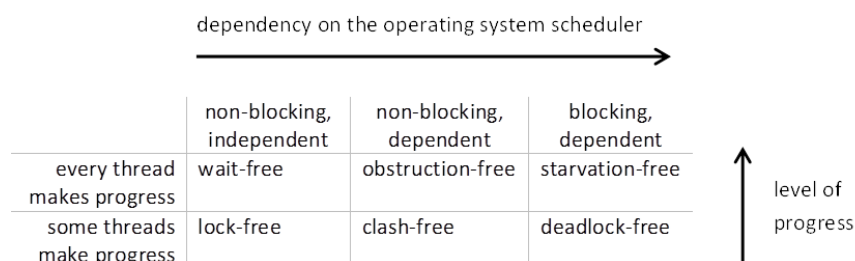 dependency on the operating system scheduler
non-blocking, non-blocking, blocking,
independent dependent dependent
every thread wait-free obstruction-free starvation-free
makes progress
level of
progress
some threads lock-free clash-free deadlock-free
make progress